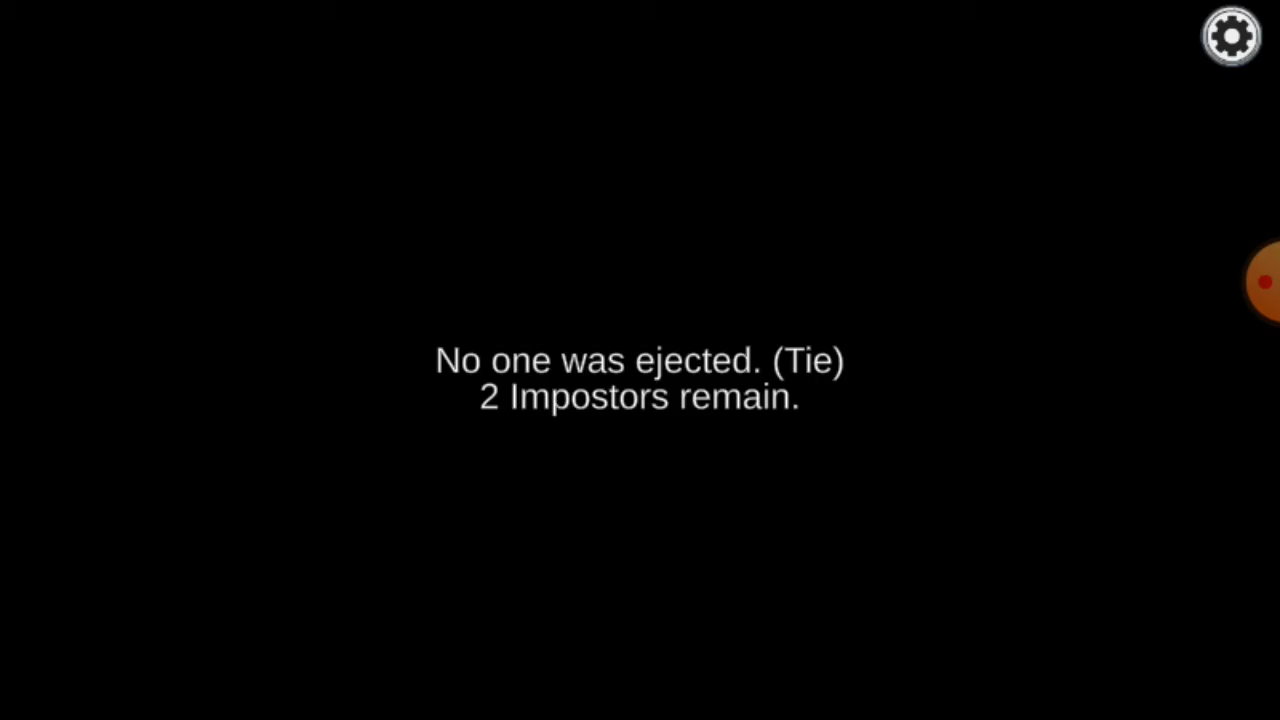 No one was ejected. (Tie)
2 Impostors remain.